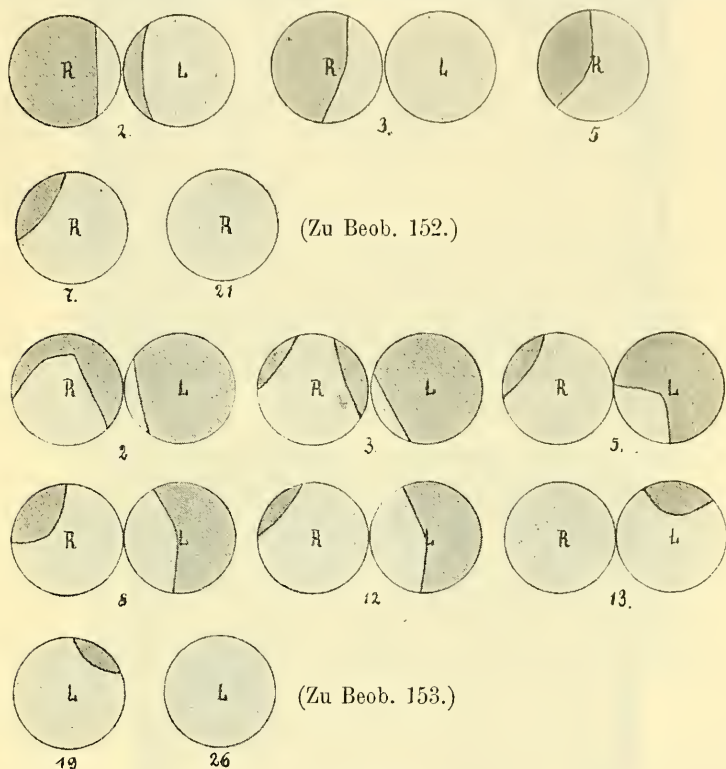 R L R L R
2. 3. 5
R R (Zu Beob. 152.)
7. 21
R L R L R L
2 3. 5.
R L R L R L
8 12 13.
L L (Zu Beob. 153.)
19 26